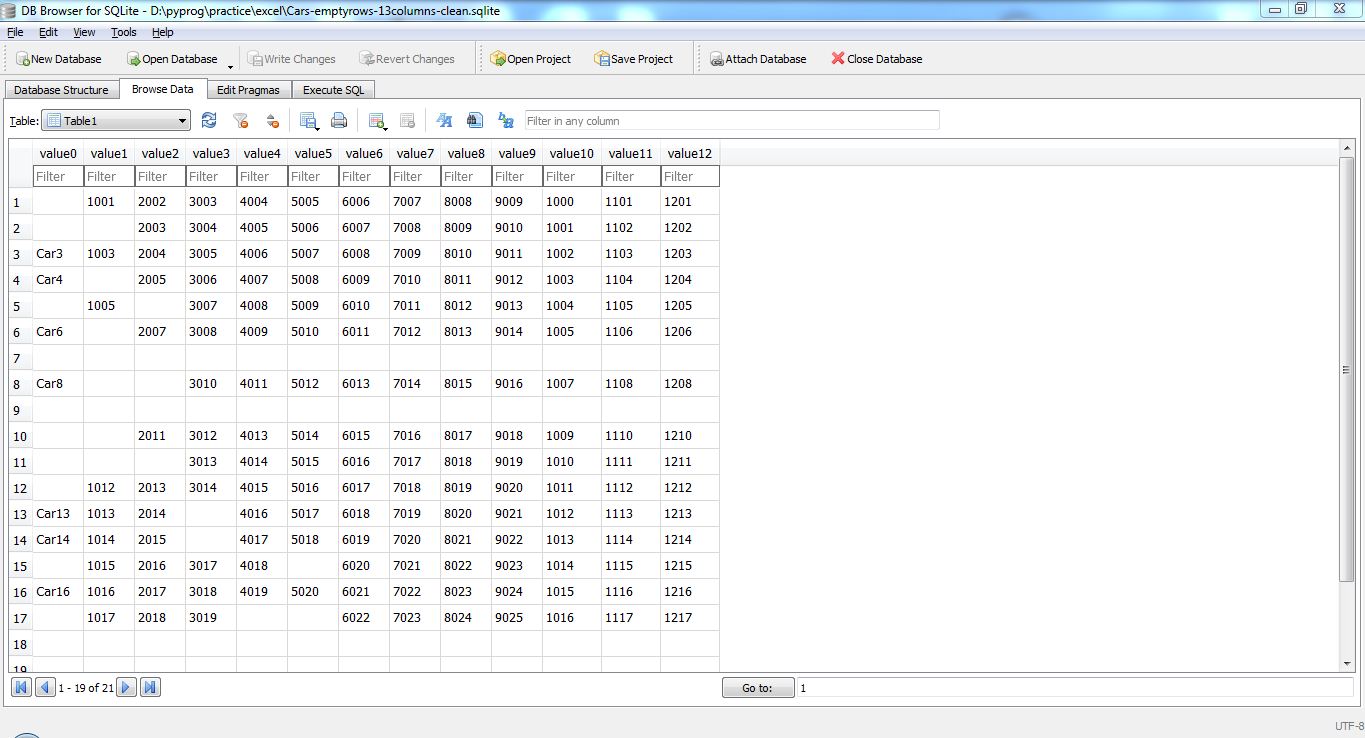 DB Browser for SQLite - D:\pyprog\practice\excel\Cars-emptyrows-13columns-clean.sqlite
File Edit View Tools Help
New Database Open Database Write Changes Revert Changes Open Project Save Project Attach Database Close Database
Database Structure Browse Data Edit Pragmas Execute SQL
Table: Table1 Filter in any column
value0 value1 value2 value3 value4 value5 value6 value7 value8 value9 value10 value11 value12
Filter Filter Filter Filter Filter Filter Filter Filter Filter Filter Filter Filter Filter
1 1001 2002 3003 4004 5005 6006 7007 8008 9009 1000 1101 1201
2 2003 3004 4005 5006 6007 7008 8009 9010 1001 1102 1202
3 Car3 1003 2004 3005 4006 5007 6008 7009 8010 9011 1002 1103 1203
4 Car4 2005 3006 4007 5008 6009 7010 8011 9012 1003 1104 1204
5 1005 3007 4008 5009 6010 7011 8012 9013 1004 1105 1205
6 Car6 2007 3008 4009 5010 6011 7012 8013 9014 1005 1106 1206
7
8 Car8 3010 4011 5012 6013 7014 8015 9016 1007 1108 1208
9
10 2011 3012 4013 5014 6015 7016 8017 9018 1009 1110 1210
11 3013 4014 5015 6016 7017 8018 9019 1010 1111 1211
12 1012 2013 3014 4015 5016 6017 7018 8019 9020 1011 1112 1212
13 Car13 1013 2014 4016 5017 6018 7019 8020 9021 1012 1113 1213
14 Car14 1014 2015 4017 5018 6019 7020 8021 9022 1013 1114 1214
15 1015 2016 3017 4018 6020 7021 8022 9023 1014 1115 1215
16 Car16 1016 2017 3018 4019 5020 6021 7022 8023 9024 1015 1116 1216
17 1017 2018 3019 6022 7023 8024 9025 1016 1117 1217
18
19
1 - 19 of 21 Go to: 1
UTF-8